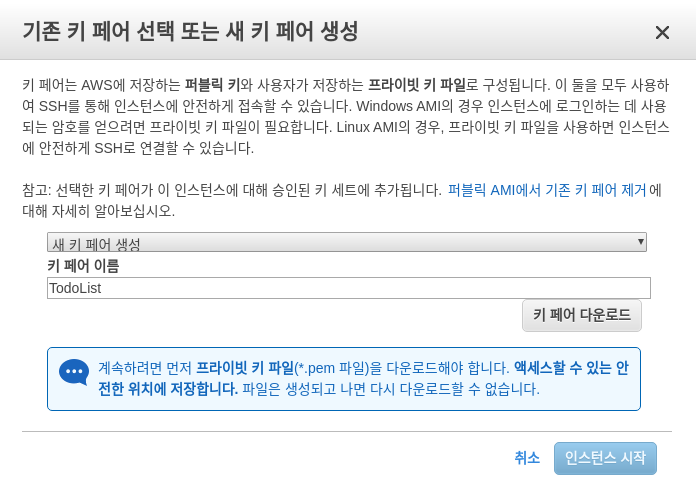 기존 키 페어 선택 또는 새 키 페어 생성
키 페어는 AWS에 저장하는 퍼블릭 키와 사용자가 저장하는 프라이빗 키 파일로 구성됩니다. 이 둘을 모두 사용하
여 SSH를 통해 인스턴스에 안전하게 접속할 수 있습니다. Windows AMI의 경우 인스턴스에 로그인하는 데 사용
되는 암호를 얻으려면 프라이빗 키 파일이 필요합니다. Linux AMI의 경우, 프라이빗 키 파일을 사용하면 인스턴스
에 안전하게 SSH로 연결할 수 있습니다.
참고: 선택한 키 페어가 이 인스턴스에 대해 승인된 키 세트에 추가됩니다. 퍼블릭 AMI에서 기존 키 페어 제거에
대해 자세히 알아보십시오.
새 키 페어 생성
키 페어 이름
TodoList
키 페어 다운로드
계속하려면 먼저 프라이빗 키 파일(*.pem 파일)을 다운로드해야 합니다. 액세스할 수 있는 안
전한 위치에 저장합니다. 파일은 생성되고 나면 다시 다운로드할 수 없습니다.
취소 인스턴스 시작